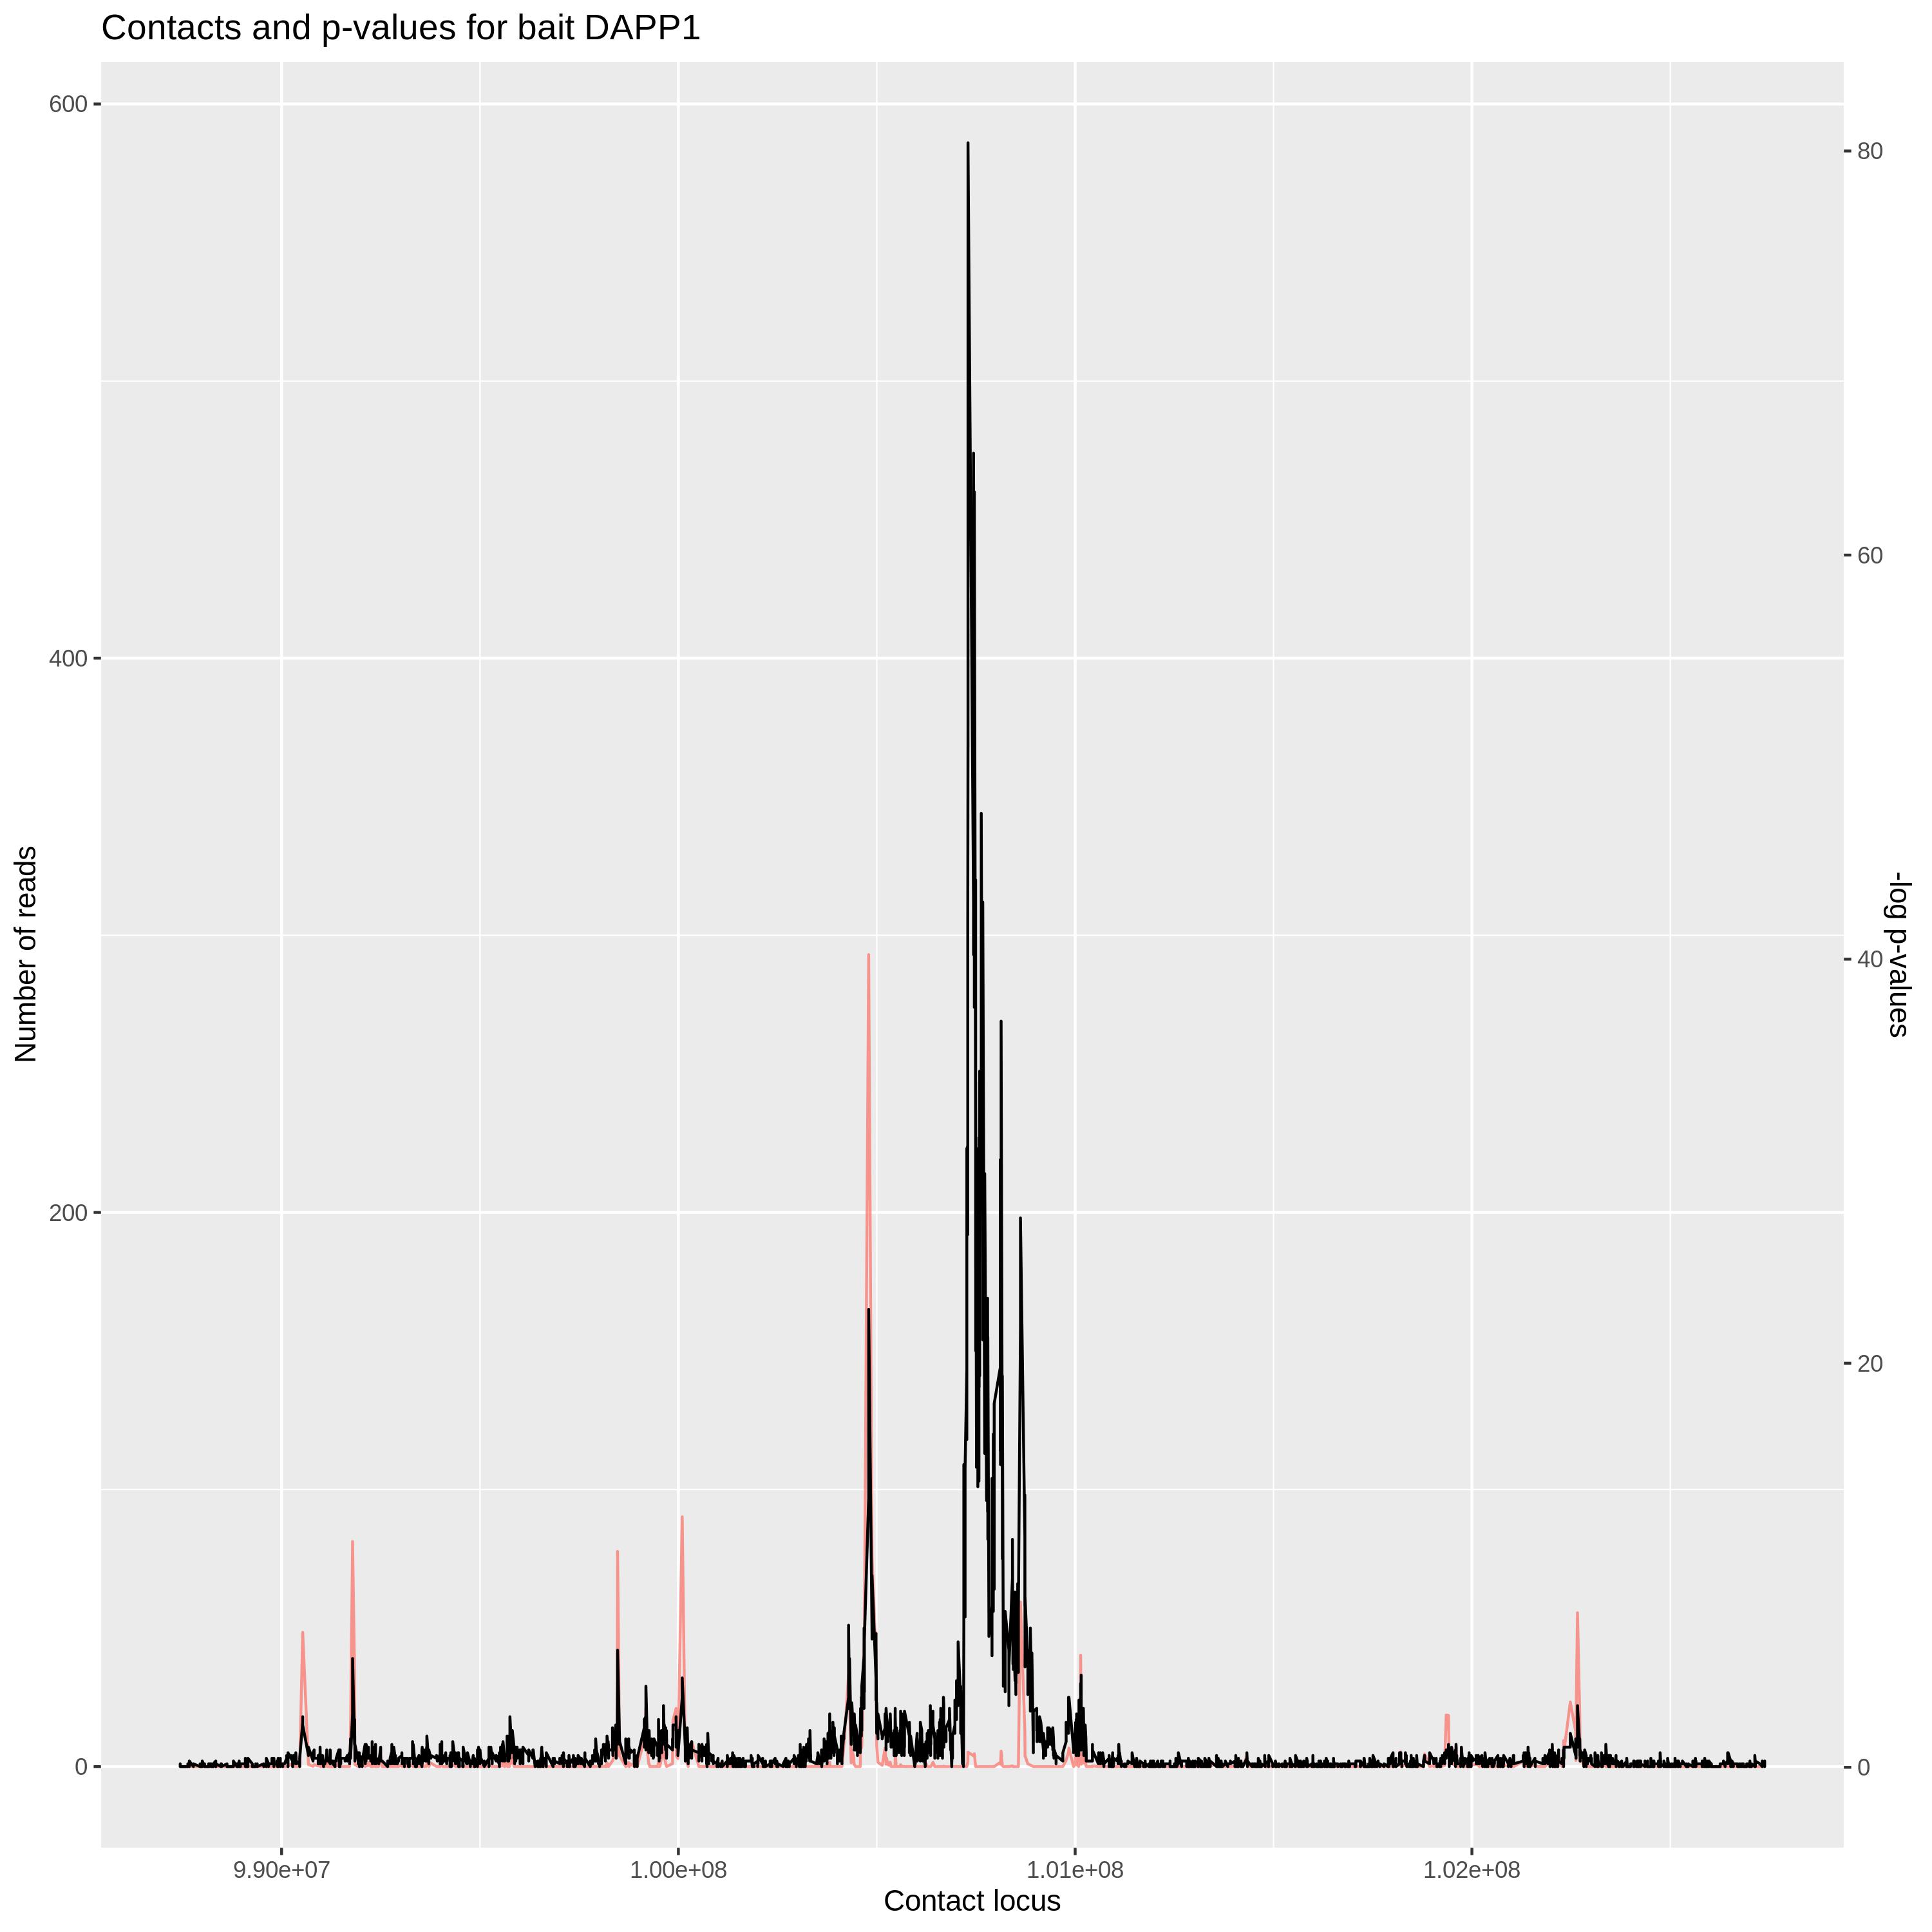 Contacts and p-values for bait DAPP1
600
400
200
0
Number of reads
80
60
40
20
0
-log p-values
9.90e+07
1.00e+08
1.01e+08
1.02e+08
Contact locus